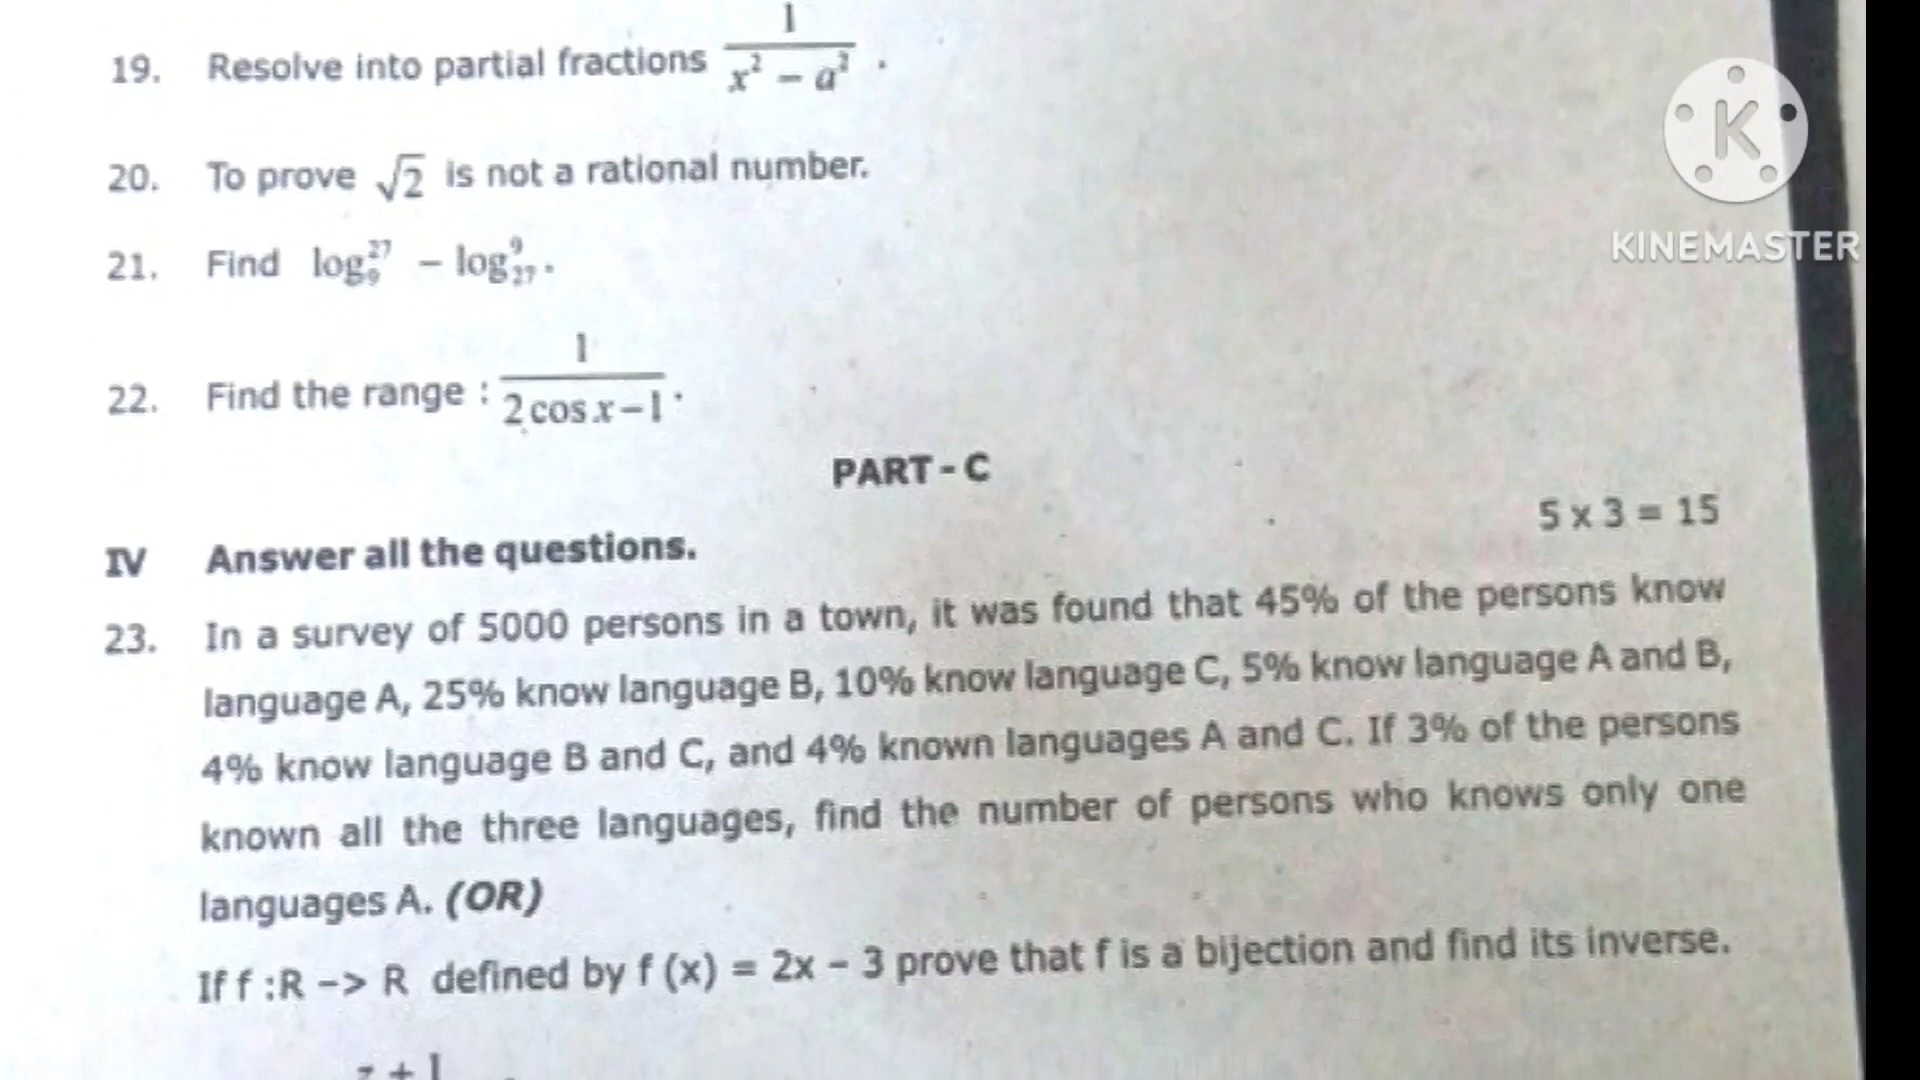 19. Resolve into partial fractions 1/(x² − a²) .
K
20. To prove √2 is not a rational number.
KINEMASTER
21. Find log₉²⁷ − log₂₇⁹.
22. Find the range : 1/(2 cos x − 1) .
PART - C
5 x 3 = 15
IV Answer all the questions.
23. In a survey of 5000 persons in a town, it was found that 45% of the persons know
language A, 25% know language B, 10% know language C, 5% know language A and B,
4% know language B and C, and 4% known languages A and C. If 3% of the persons
known all the three languages, find the number of persons who knows only one
languages A. (OR)
If f :R –> R defined by f (x) = 2x – 3 prove that f is a bijection and find its inverse.
z + 1